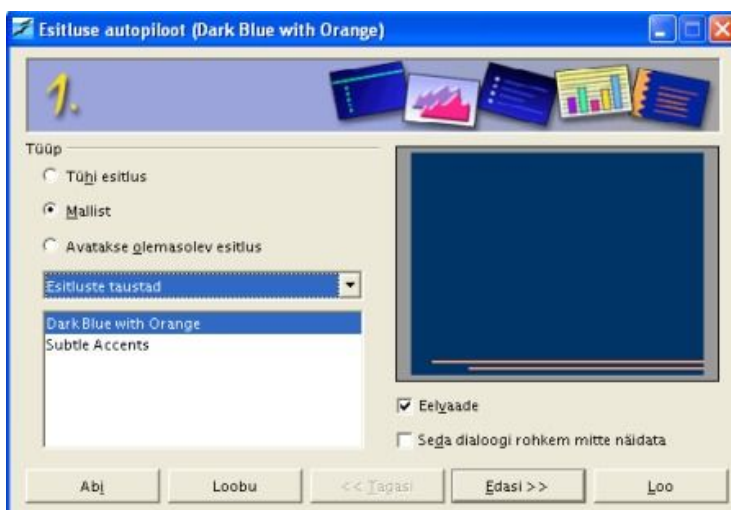 Esitluse autopiloot (Dark Blue with Orange)
1.
Tüüp
Tühi esitlus
Mallist
Avatakse olemasolev esitlus
Esitluste taustad
Dark Blue with Orange
Subtle Accents
Eelvaade
Seda dialoogi rohkem mitte näidata
Abi
Loobu
<< Tagasi
Edasi >>
Loo